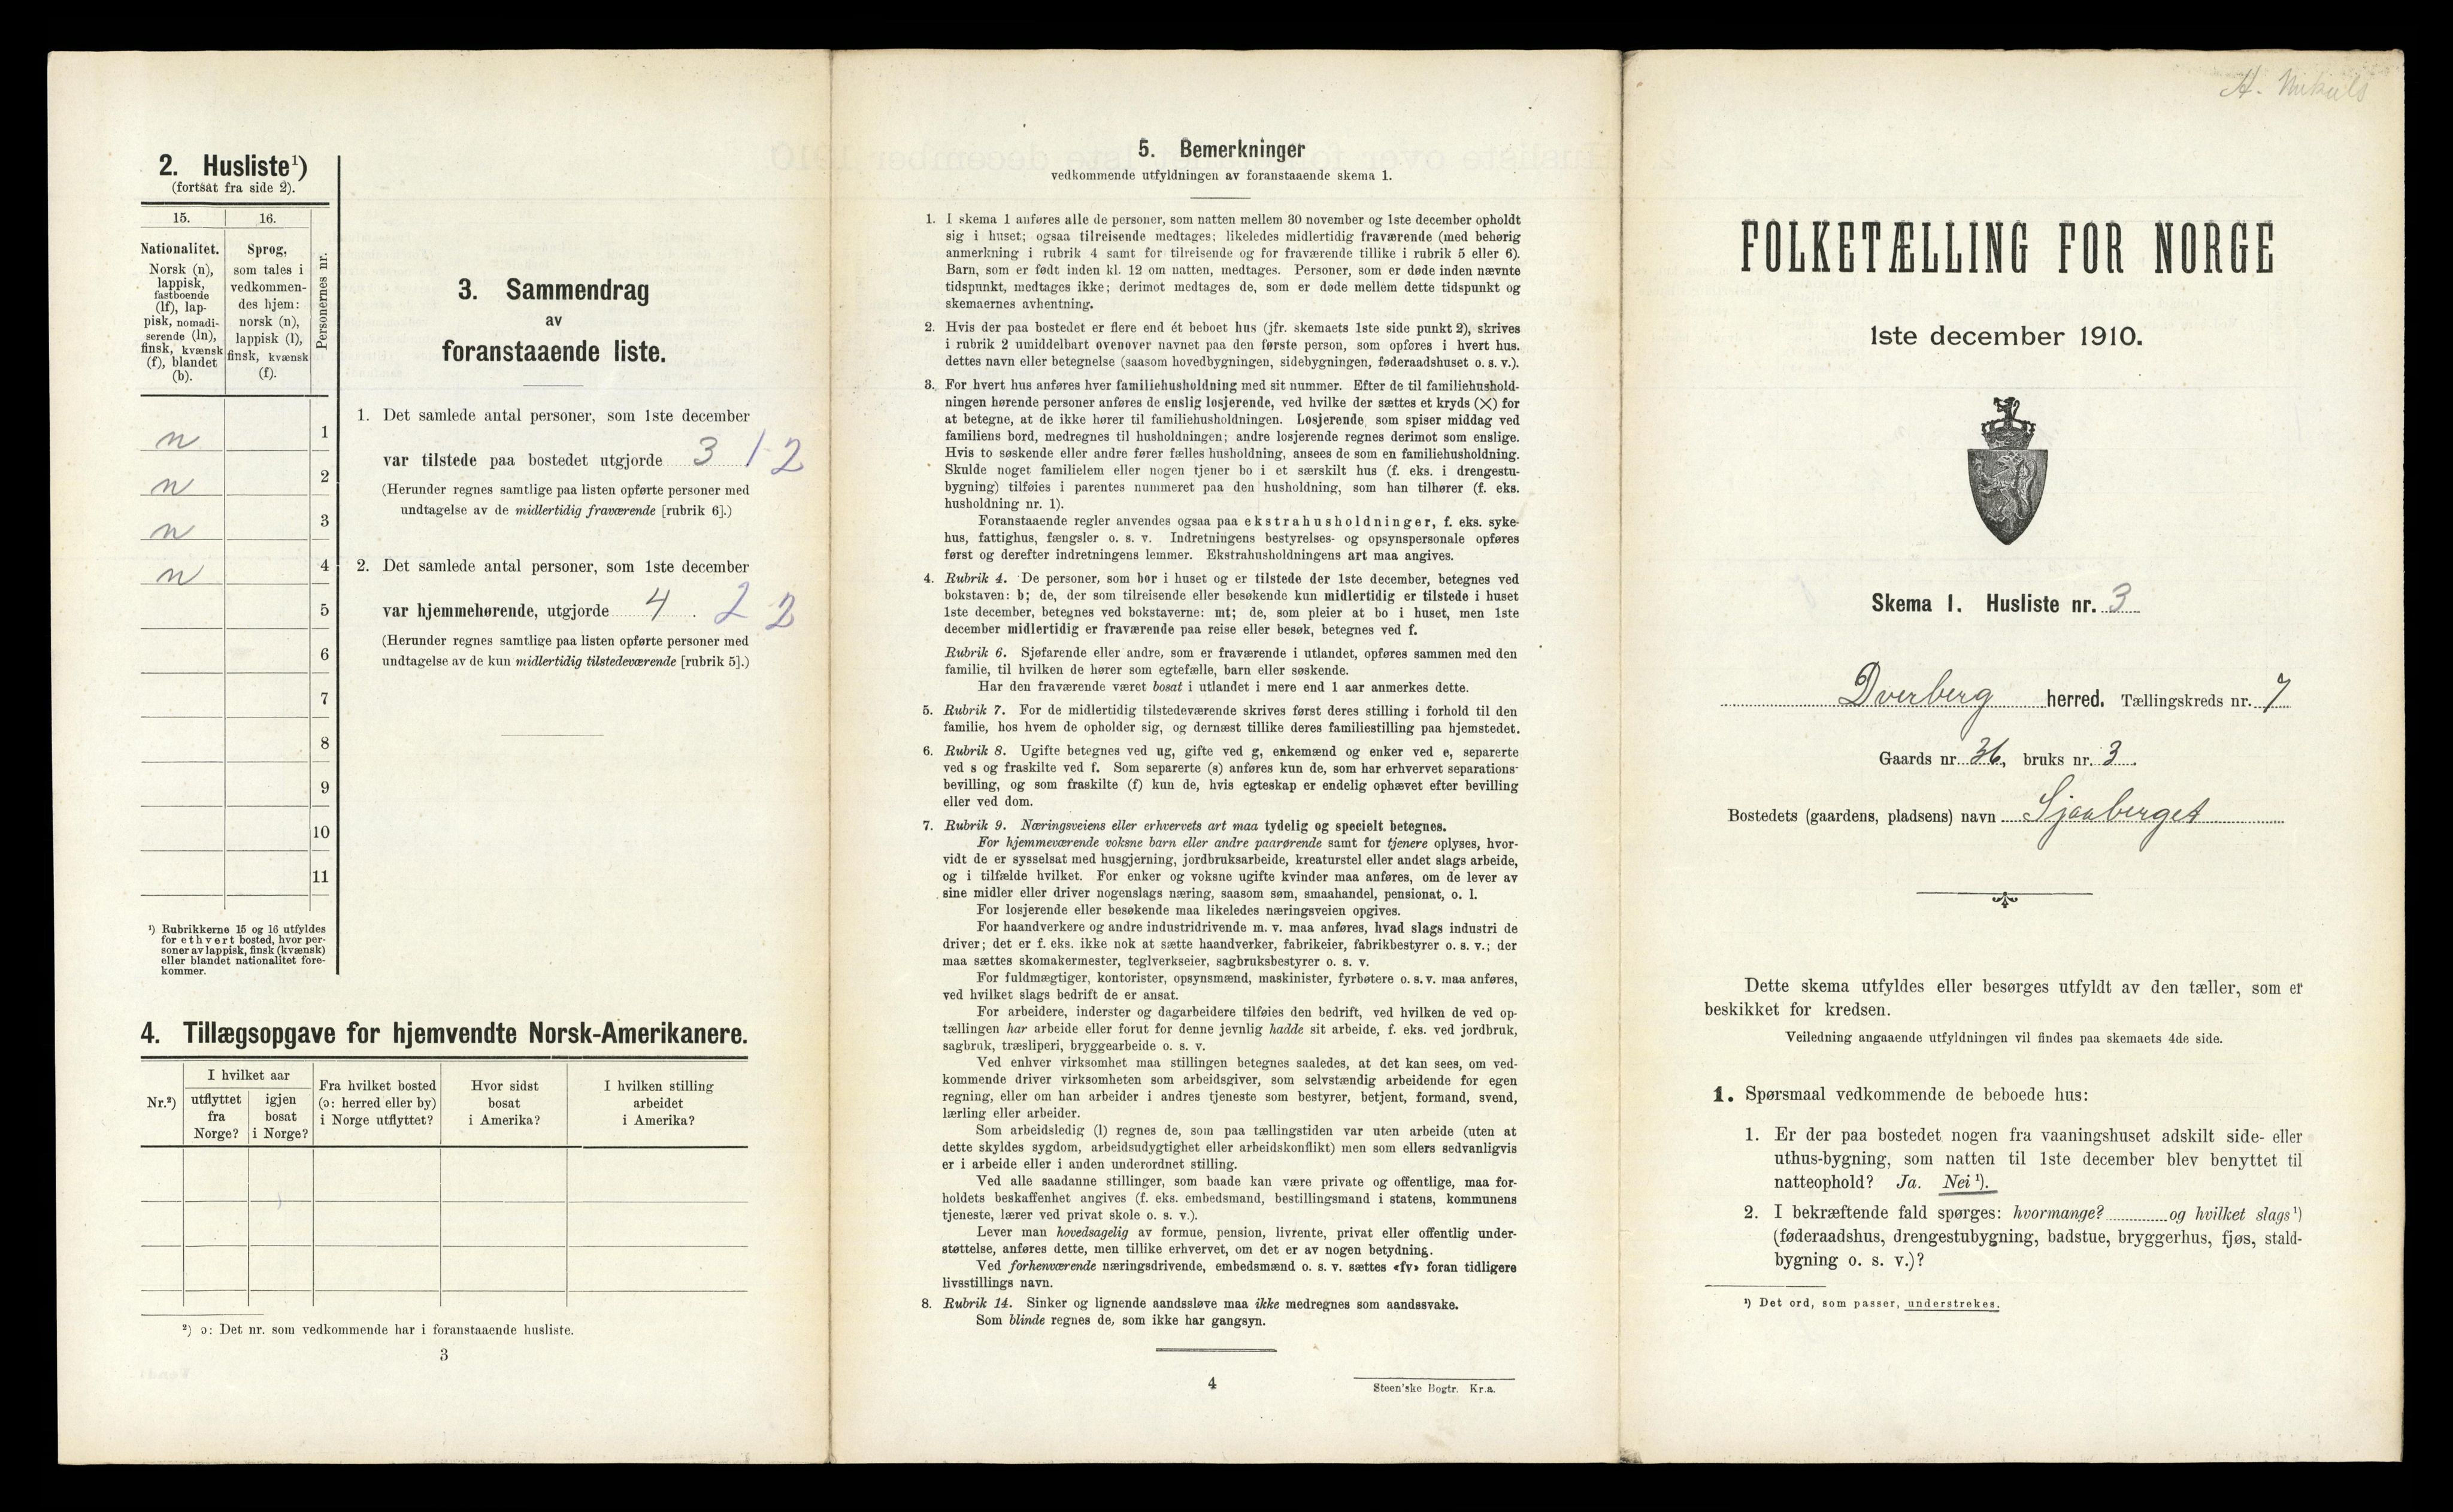 2. Husliste¹)
(fortsat fra side 2).
15. 16.
Personernes nr.
Nationalitet.
Norsk (n),
lappisk,
fastboende
(lf), lap-
pisk, nomadi-
serende (ln),
finsk, kvænsk
(f), blandet
(b).
Sprog,
som tales i
vedkommen-
des hjem:
norsk (n),
lappisk (l),
finsk, kvænsk
(f).
n 1
n 2
n 3
n 4
5
6
7
8
9
10
11
¹) Rubrikkerne 15 og 16 utfyldes
for ethvert bosted, hvor per-
soner av lappisk, finsk (kvænsk)
eller blandet nationalitet fore-
kommer.
3. Sammendrag
av
foranstaaende liste.
1. Det samlede antal personer, som 1ste december
var tilstede paa bostedet utgjorde 3 1 2
(Herunder regnes samtlige paa listen opførte personer med
undtagelse av de midlertidig fraværende [rubrik 6].)
2. Det samlede antal personer, som 1ste december
var hjemmehørende, utgjorde 4 . 2 2
(Herunder regnes samtlige paa listen opførte personer med
undtagelse av de kun midlertidig tilstedeværende [rubrik 5].)
4. Tillægsopgave for hjemvendte Norsk-Amerikanere.
Nr.²)
I hvilket aar
utflyttet
fra
Norge?
igjen
bosat
i Norge?
Fra hvilket bosted
(ɔ: herred eller by)
i Norge utflyttet?
Hvor sidst
bosat
i Amerika?
I hvilken stilling
arbeidet
i Amerika?
²) ɔ: Det nr. som vedkommende har i foranstaaende husliste.
3
5. Bemerkninger
vedkommende utfyldningen av foranstaaende skema 1.
1. I skema 1 anføres alle de personer, som natten mellem 30 november og 1ste december opholdt
sig i huset; ogsaa tilreisende medtages; likeledes midlertidig fraværende (med behørig
anmerkning i rubrik 4 samt for tilreisende og for fraværende tillike i rubrik 5 eller 6).
Barn, som er født inden kl. 12 om natten, medtages. Personer, som er døde inden nævnte
tidspunkt, medtages ikke; derimot medtages de, som er døde mellem dette tidspunkt og
skemaernes avhentning.
2. Hvis der paa bostedet er flere end ét beboet hus (jfr. skemaets 1ste side punkt 2), skrives
i rubrik 2 umiddelbart ovenover navnet paa den første person, som opføres i hvert hus.
dettes navn eller betegnelse (saasom hovedbygningen, sidebygningen, føderaadshuset o. s. v.).
3. For hvert hus anføres hver familiehusholdning med sit nummer. Efter de til familiehushold-
ningen hørende personer anføres de enslig losjerende, ved hvilke der sættes et kryds (×) for
at betegne, at de ikke hører til familiehusholdningen. Losjerende, som spiser middag ved
familiens bord, medregnes til husholdningen; andre losjerende regnes derimot som enslige.
Hvis to søskende eller andre fører fælles husholdning, ansees de som en familiehusholdning.
Skulde noget familielem eller nogen tjener bo i et særskilt hus (f. eks. i drengestu-
bygning) tilføies i parentes nummeret paa den husholdning, som han tilhører (f. eks.
husholdning nr. 1).
Foranstaaende regler anvendes ogsaa paa ekstrahusholdninger, f. eks. syke-
hus, fattighus, fængsler o. s. v. Indretningens bestyrelses- og opsynspersonale opføres
først og derefter indretningens lemmer. Ekstrahusholdningens art maa angives.
4. Rubrik 4. De personer, som bor i huset og er tilstede der 1ste december, betegnes ved
bokstaven: b; de, der som tilreisende eller besøkende kun midlertidig er tilstede i huset
1ste december, betegnes ved bokstaverne: mt; de, som pleier at bo i huset, men 1ste
december midlertidig er fraværende paa reise eller besøk, betegnes ved f.
Rubrik 6. Sjøfarende eller andre, som er fraværende i utlandet, opføres sammen med den
familie, til hvilken de hører som egtefælle, barn eller søskende.
Har den fraværende været bosat i utlandet i mere end 1 aar anmerkes dette.
5. Rubrik 7. For de midlertidig tilstedeværende skrives først deres stilling i forhold til den
familie, hos hvem de opholder sig, og dernæst tillike deres familiestilling paa hjemstedet.
6. Rubrik 8. Ugifte betegnes ved ug, gifte ved g, enkemænd og enker ved e, separerte
ved s og fraskilte ved f. Som separerte (s) anføres kun de, som har erhvervet separations-
bevilling, og som fraskilte (f) kun de, hvis egteskap er endelig ophævet efter bevilling
eller ved dom.
7. Rubrik 9. Næringsveiens eller erhvervets art maa tydelig og specielt betegnes.
For hjemmeværende voksne barn eller andre paarørende samt for tjenere oplyses, hvor-
vidt de er sysselsat med husgjerning, jordbruksarbeide, kreaturstel eller andet slags arbeide,
og i tilfælde hvilket. For enker og voksne ugifte kvinder maa anføres, om de lever av
sine midler eller driver nogenslags næring, saasom søm, smaahandel, pensionat, o. l.
For losjerende eller besøkende maa likeledes næringsveien opgives.
For haandverkere og andre industridrivende m. v. maa anføres, hvad slags industri de
driver; det er f. eks. ikke nok at sætte haandverker, fabrikeier, fabrikbestyrer o. s. v.; der
maa sættes skomakermester, teglverkseier, sagbruksbestyrer o. s. v.
For fuldmægtiger, kontorister, opsynsmænd, maskinister, fyrbøtere o. s. v. maa anføres,
ved hvilket slags bedrift de er ansat.
For arbeidere, inderster og dagarbeidere tilføies den bedrift, ved hvilken de ved op-
tællingen har arbeide eller forut for denne jevnlig hadde sit arbeide, f. eks. ved jordbruk,
sagbruk, træsliperi, bryggearbeide o. s. v.
Ved enhver virksomhet maa stillingen betegnes saaledes, at det kan sees, om ved-
kommende driver virksomheten som arbeidsgiver, som selvstændig arbeidende for egen
regning, eller om han arbeider i andres tjeneste som bestyrer, betjent, formand, svend,
lærling eller arbeider.
Som arbeidsledig (l) regnes de, som paa tællingstiden var uten arbeide (uten at
dette skyldes sygdom, arbeidsudygtighet eller arbeidskonflikt) men som ellers sedvanligvis
er i arbeide eller i anden underordnet stilling.
Ved alle saadanne stillinger, som baade kan være private og offentlige, maa for-
holdets beskaffenhet angives (f. eks. embedsmand, bestillingsmand i statens, kommunens
tjeneste, lærer ved privat skole o. s. v.).
Lever man hovedsagelig av formue, pension, livrente, privat eller offentlig under-
støttelse, anføres dette, men tillike erhvervet, om det er av nogen betydning.
Ved forhenværende næringsdrivende, embedsmænd o. s. v. sættes «fv» foran tidligere
livsstillings navn.
8. Rubrik 14. Sinker og lignende aandssløve maa ikke medregnes som aandssvake.
Som blinde regnes de, som ikke har gangsyn.
4
Steen'ske Bogtr. Kr.a.
FOLKETÆLLING FOR NORGE
1ste december 1910.
Skema 1. Husliste nr. 3
Dverberg herred. Tællingskreds nr. 7
Gaards nr. 36, bruks nr. 3.
Bostedets (gaardens, pladsens) navn Sjaaberget
Dette skema utfyldes eller besørges utfyldt av den tæller, som er
beskikket for kredsen.
Veiledning angaaende utfyldningen vil findes paa skemaets 4de side.
1. Spørsmaal vedkommende de beboede hus:
1. Er der paa bostedet nogen fra vaaningshuset adskilt side- eller
uthus-bygning, som natten til 1ste december blev benyttet til
natteophold? Ja. Nei ¹).
2. I bekræftende fald spørges: hvormange? og hvilket slags ¹)
(føderaadshus, drengestubygning, badstue, bryggerhus, fjøs, stald-
bygning o. s. v.)?
¹) Det ord, som passer, understrekes.